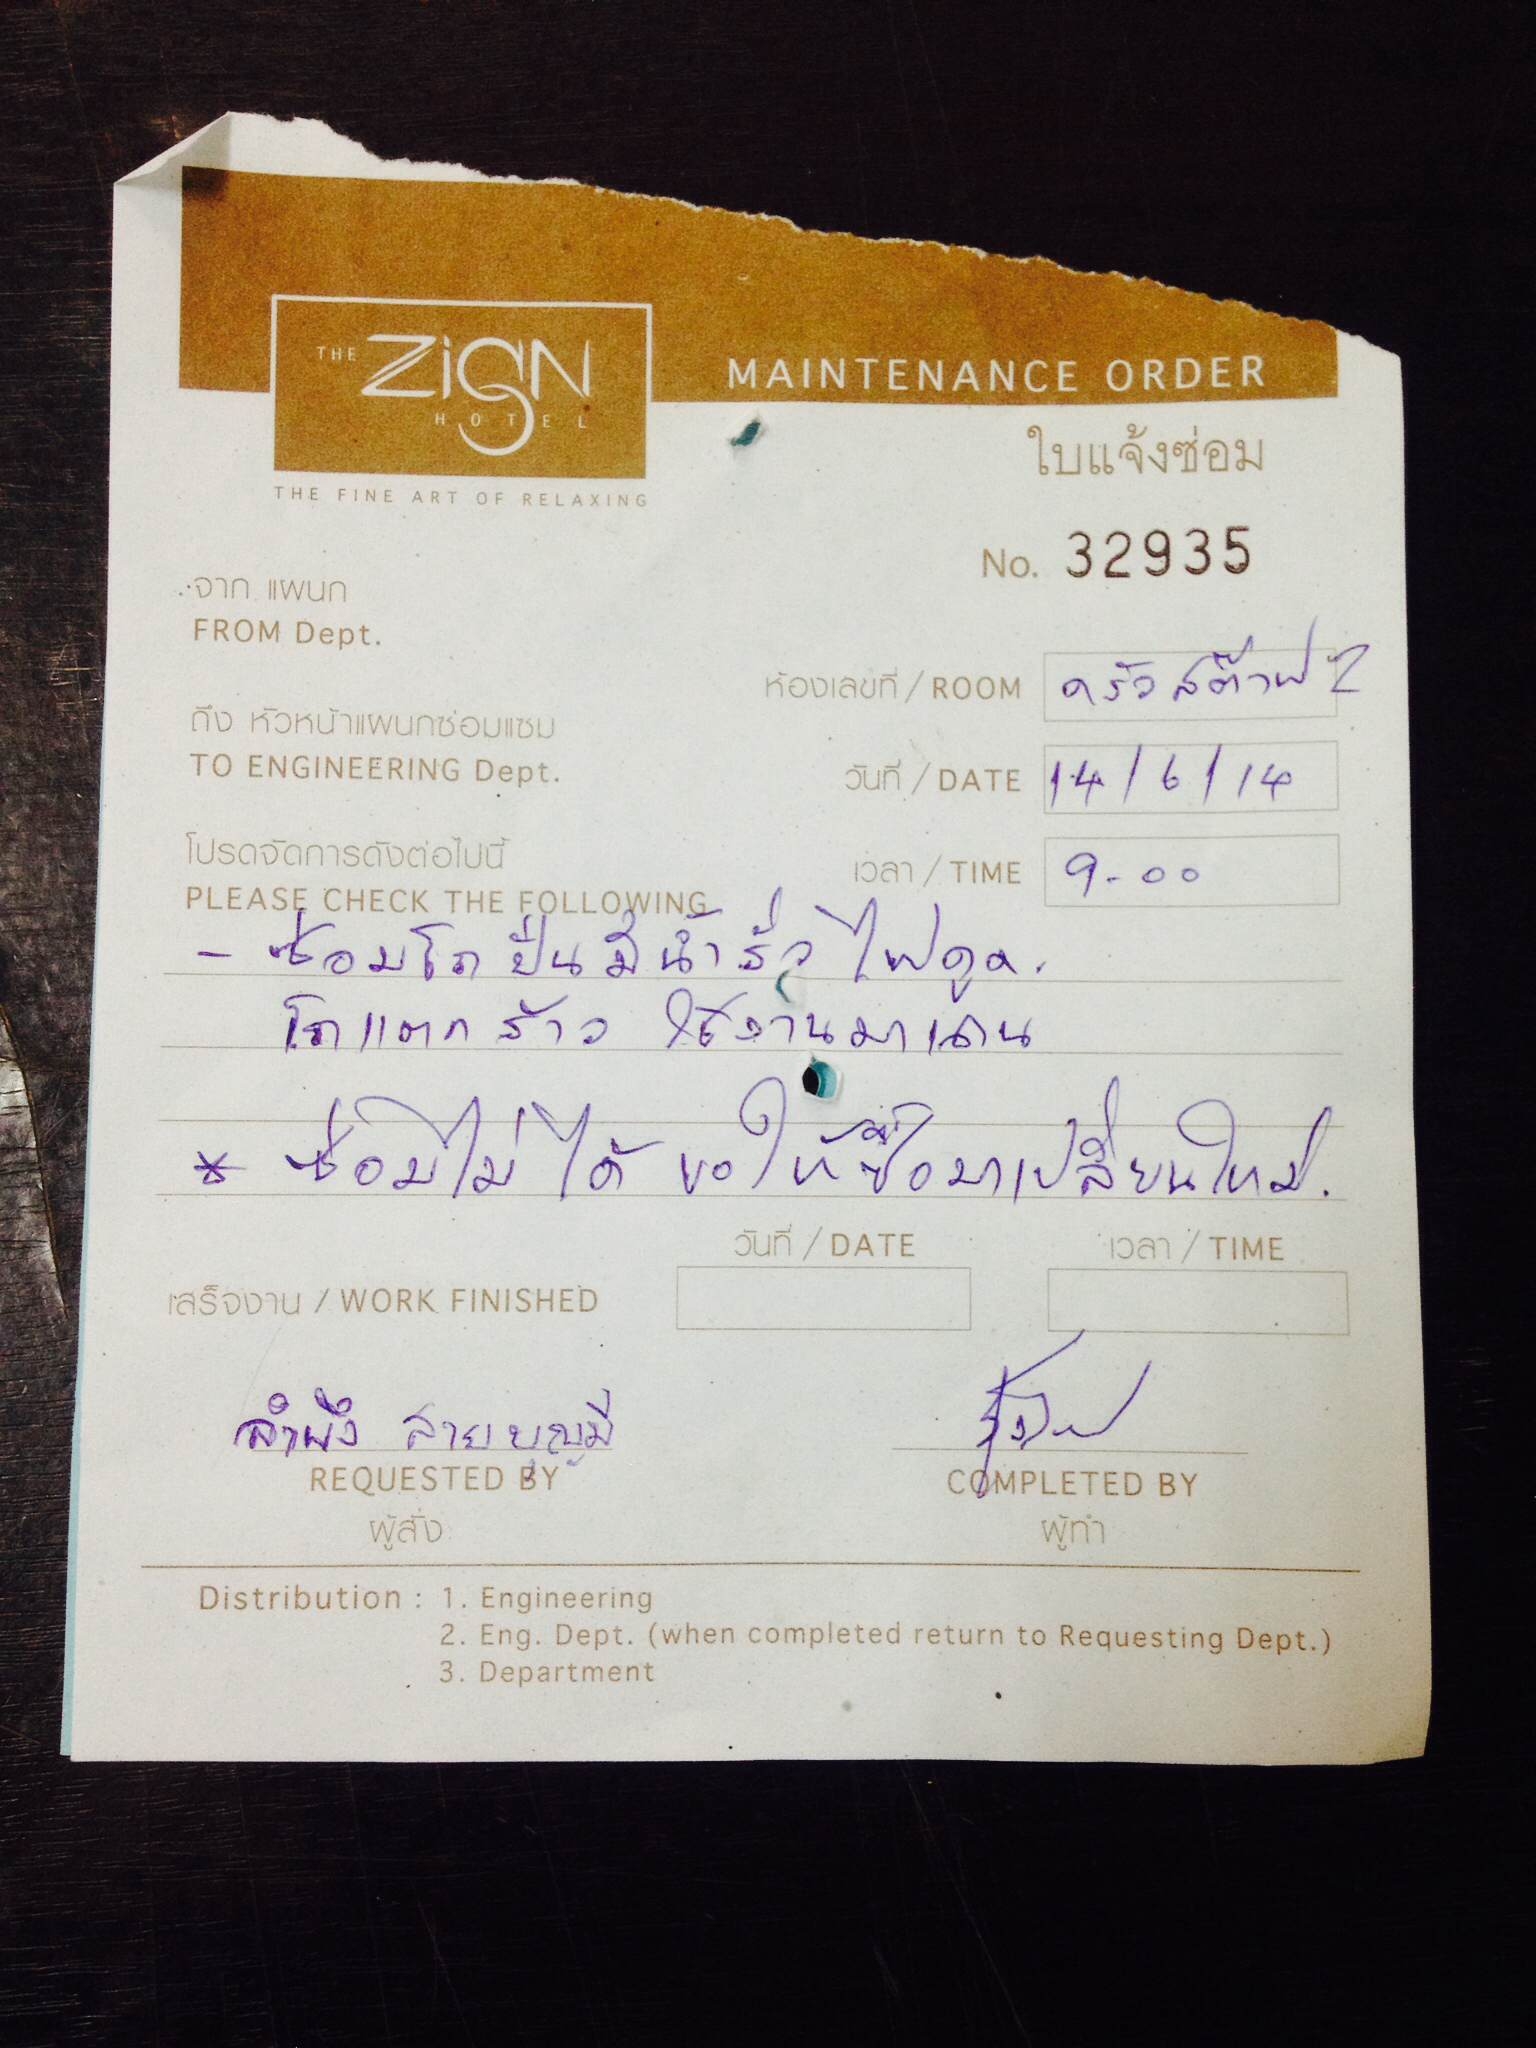 THE ZiGN
HOTEL
THE FINE ART OF RELAXING
MAINTENANCE ORDER
ใบแจ้งซ่อม
No. 32935
จาก แผนก
FROM Dept.
ห้องเลขที่ / ROOM ครัวสต๊าฟ 2
ถึง หัวหน้าแผนกซ่อมแซม
TO ENGINEERING Dept.
วันที่ / DATE 14/6/14
โปรดจัดการดังต่อไปนี้
PLEASE CHECK THE FOLLOWING
เวลา / TIME 9.00
- ซ่อมโถปั่นมีน้ำรั่ว ไฟดูด.
โถแตกร้าว ใช้งานมานาน
* ซ่อมไม่ได้ ขอให้ซื้อมาเปลี่ยนใหม่.
วันที่ / DATE เวลา / TIME
เสร็จงาน / WORK FINISHED
ลำพึง สายบุญมี
REQUESTED BY COMPLETED BY
ผู้สั่ง ผู้ทำ
Distribution : 1. Engineering
2. Eng. Dept. (when completed return to Requesting Dept.)
3. Department